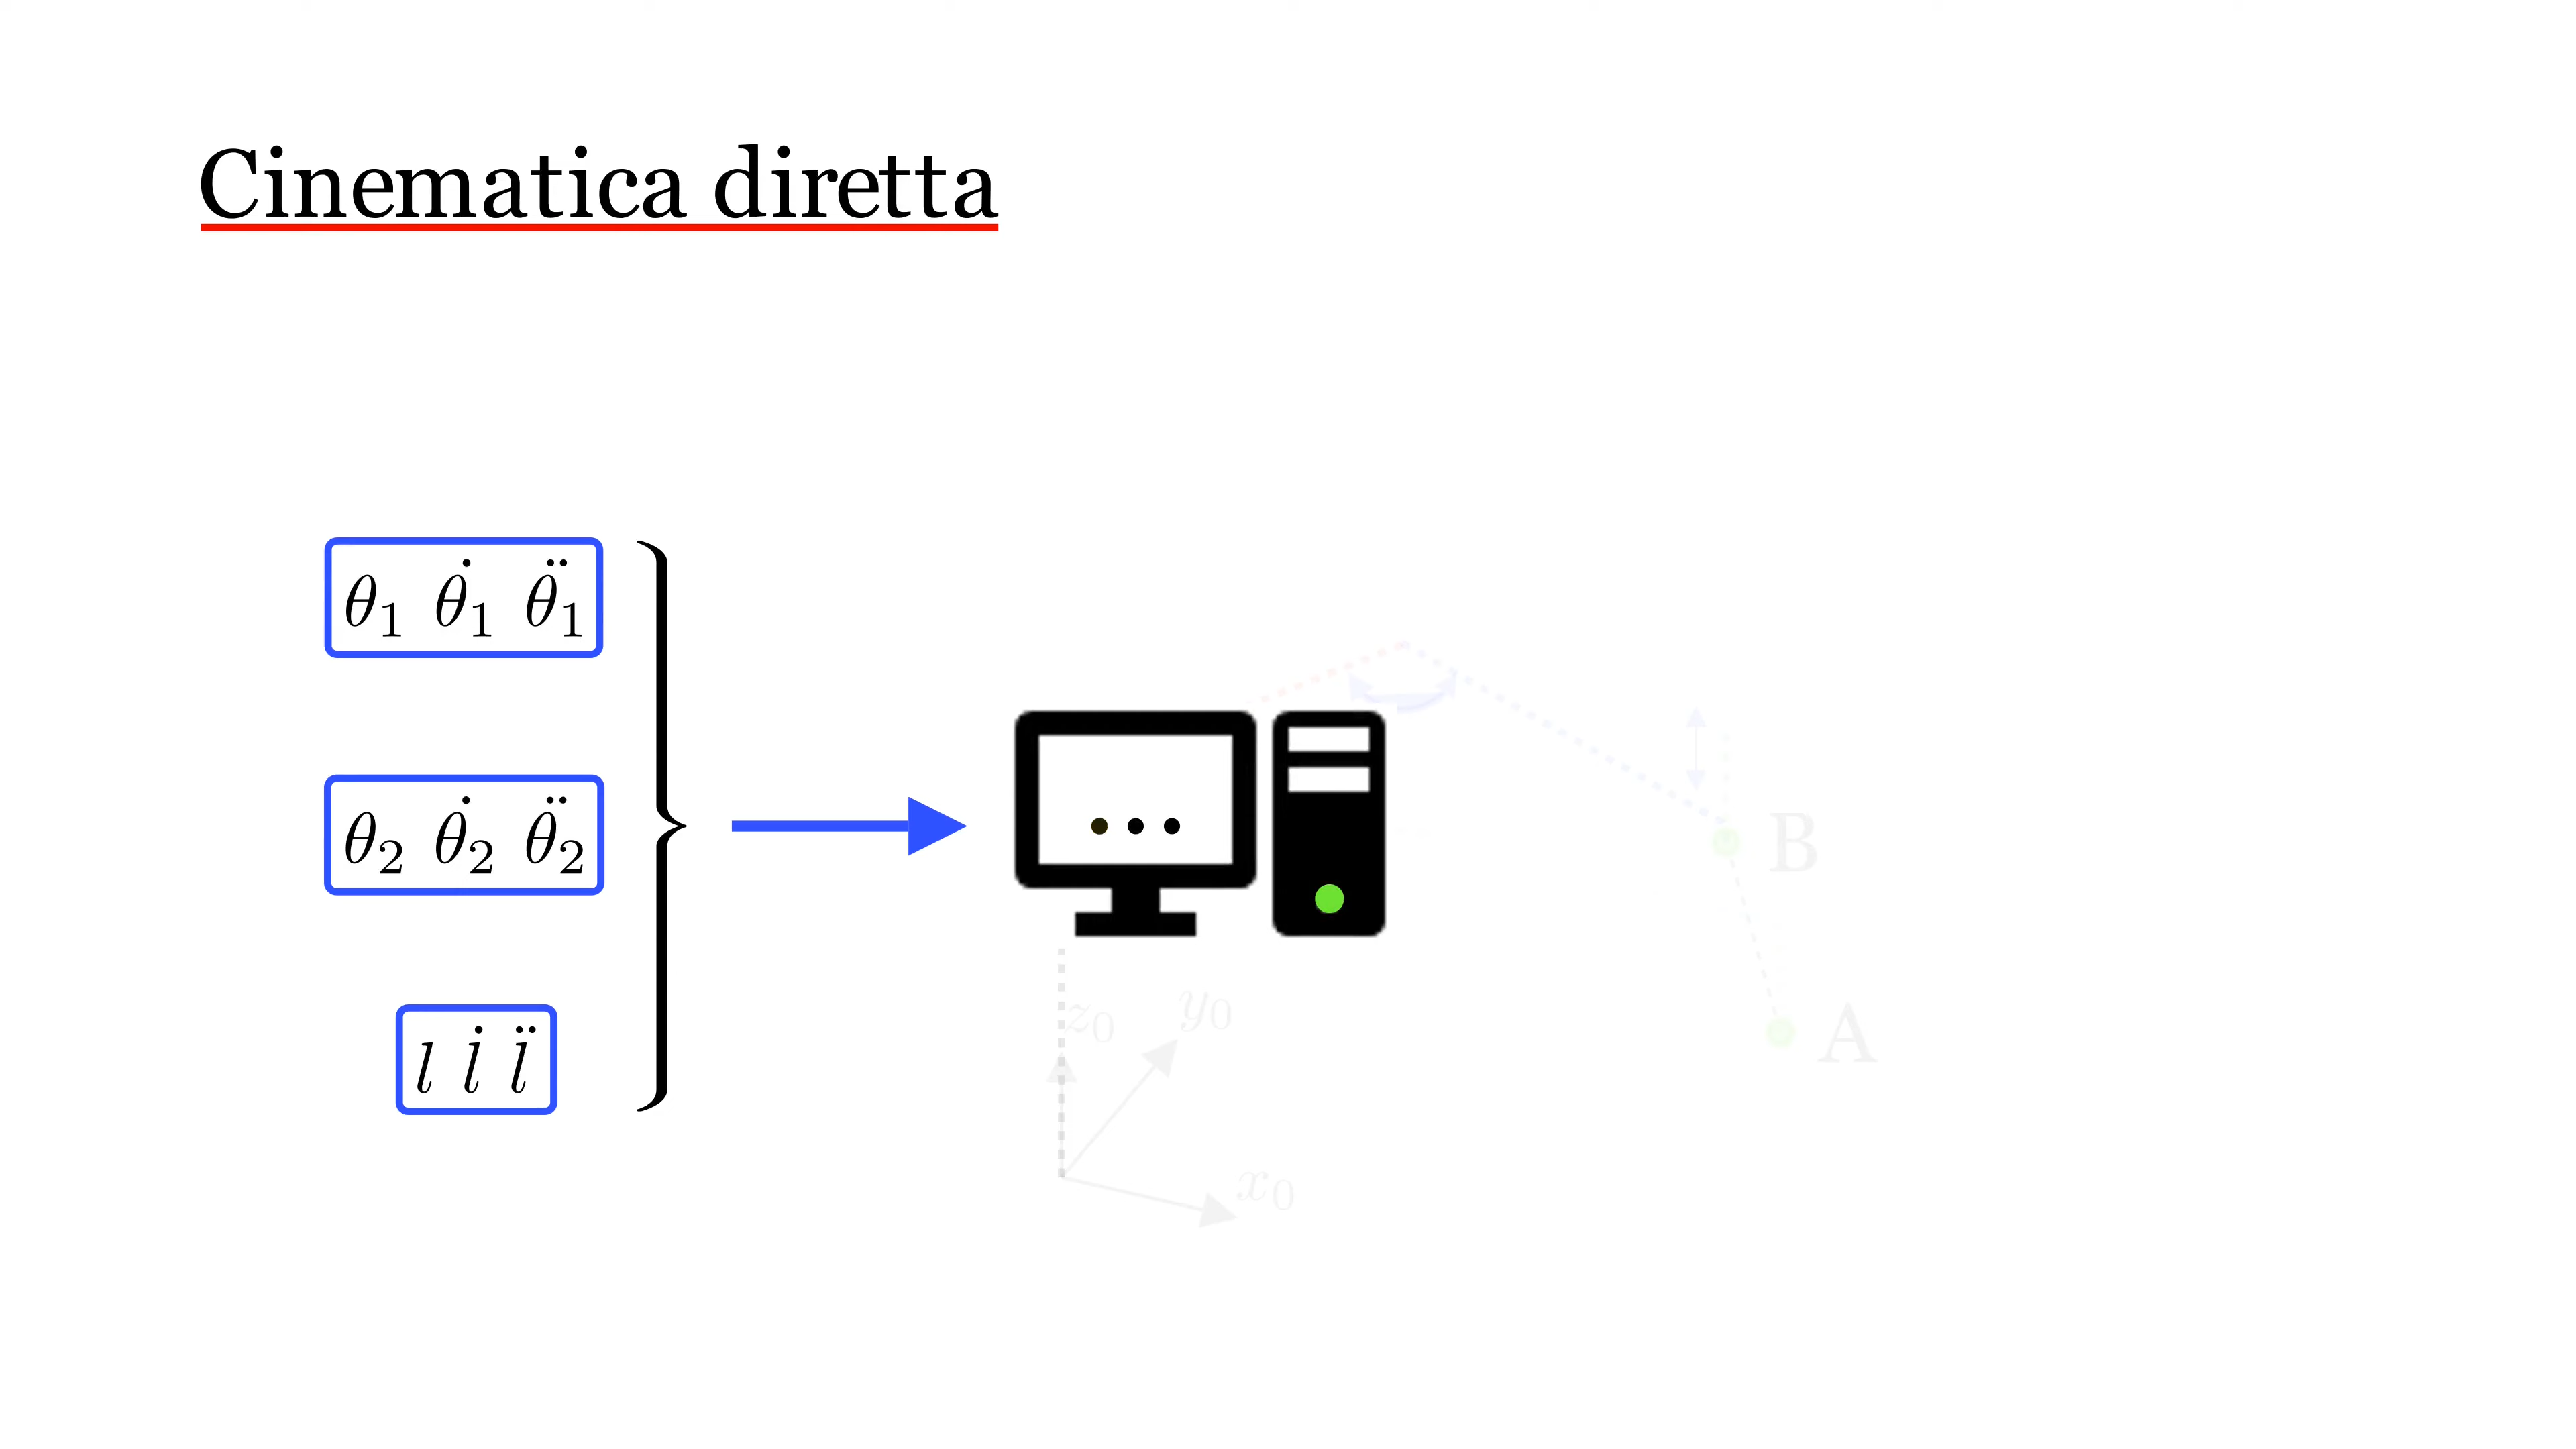 Cinematica diretta
θ₁ θ̇₁ θ̈₁
θ₂ θ̇₂ θ̈₂
l l̇ l̈
B
A
z₀
y₀
x₀